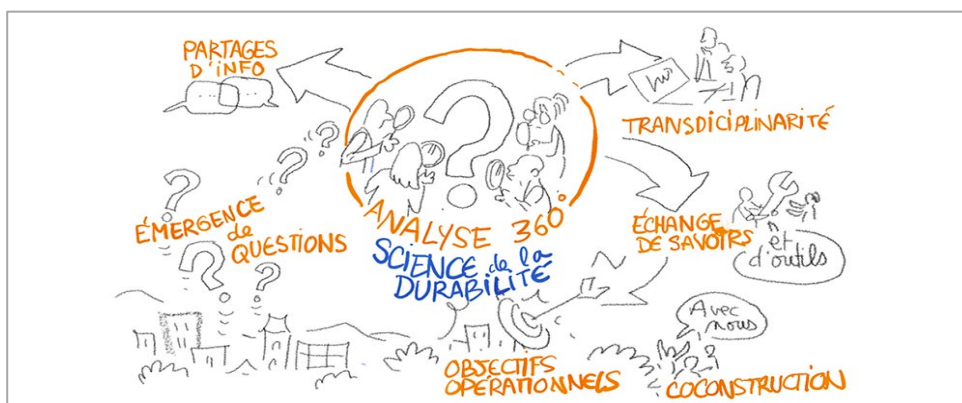 PARTAGES
D'INFO
TRANSDICIPLINARITÉ
ÉMERGENCE
de
QUESTIONS
ANALYSE 360°
SCIENCE de la
DURABILITÉ
ÉCHANGE
DE SAVOIRS
et
d'outils
Avec
nous
OBJECTIFS
OPÉRATIONNELS
COCONSTRUCTION